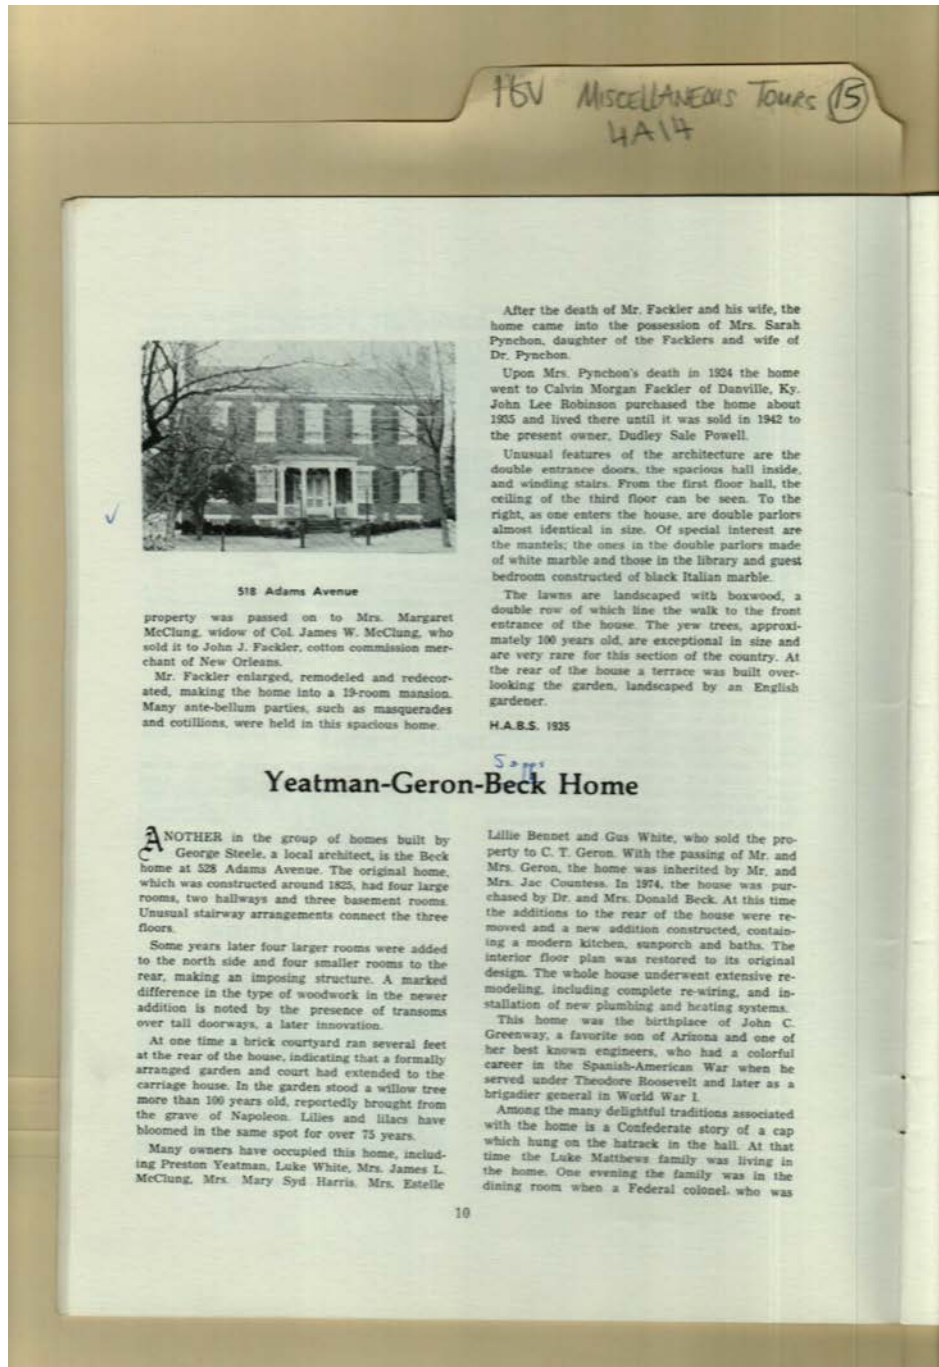 HSV MISCELLANEOUS TOURS 15
4A14
518 Adams Avenue
property was passed on to Mrs. Margaret
McClung, widow of Col. James W. McClung, who
sold it to John J. Fackler, cotton commission mer-
chant of New Orleans.
Mr. Fackler enlarged, remodeled and redecor-
ated, making the home into a 19-room mansion.
Many ante-bellum parties, such as masquerades
and cotillions, were held in this spacious home.
After the death of Mr. Fackler and his wife, the
home came into the possession of Mrs. Sarah
Pynchon, daughter of the Facklers and wife of
Dr. Pynchon.
Upon Mrs. Pynchon's death in 1924 the home
went to Calvin Morgan Fackler of Danville, Ky.
John Lee Robinson purchased the home about
1935 and lived there until it was sold in 1942 to
the present owner, Dudley Sale Powell.
Unusual features of the architecture are the
double entrance doors, the spacious hall inside,
and winding stairs. From the first floor hall, the
ceiling of the third floor can be seen. To the
right, as one enters the house, are double parlors
almost identical in size. Of special interest are
the mantels; the ones in the double parlors made
of white marble and those in the library and guest
bedroom constructed of black Italian marble.
The lawns are landscaped with boxwood, a
double row of which line the walk to the front
entrance of the house. The yew trees, approxi-
mately 100 years old, are exceptional in size and
are very rare for this section of the country. At
the rear of the house a terrace was built over-
looking the garden, landscaped by an English
gardener.
H.A.B.S. 1935
Sapps
Yeatman-Geron-Beck Home
ANOTHER in the group of homes built by
George Steele, a local architect, is the Beck
home at 528 Adams Avenue. The original home,
which was constructed around 1825, had four large
rooms, two hallways and three basement rooms.
Unusual stairway arrangements connect the three
floors.
Some years later four larger rooms were added
to the north side and four smaller rooms to the
rear, making an imposing structure. A marked
difference in the type of woodwork in the newer
addition is noted by the presence of transoms
over tall doorways, a later innovation.
At one time a brick courtyard ran several feet
at the rear of the house, indicating that a formally
arranged garden and court had extended to the
carriage house. In the garden stood a willow tree
more than 100 years old, reportedly brought from
the grave of Napoleon. Lilies and lilacs have
bloomed in the same spot for over 75 years.
Many owners have occupied this home, includ-
ing Preston Yeatman, Luke White, Mrs. James L.
McClung, Mrs. Mary Syd Harris, Mrs. Estelle
Lillie Bennet and Gus White, who sold the pro-
perty to C. T. Geron. With the passing of Mr. and
Mrs. Geron, the home was inherited by Mr. and
Mrs. Jac Countess. In 1974, the house was pur-
chased by Dr. and Mrs. Donald Beck. At this time
the additions to the rear of the house were re-
moved and a new addition constructed, contain-
ing a modern kitchen, sunporch and baths. The
interior floor plan was restored to its original
design. The whole house underwent extensive re-
modeling, including complete re-wiring, and in-
stallation of new plumbing and heating systems.
This home was the birthplace of John C.
Greenway, a favorite son of Arizona and one of
her best known engineers, who had a colorful
career in the Spanish-American War when he
served under Theodore Roosevelt and later as a
brigadier general in World War I.
Among the many delightful traditions associated
with the home is a Confederate story of a cap
which hung on the hatrack in the hall. At that
time the Luke Matthews family was living in
the home. One evening the family was in the
dining room when a Federal colonel, who was
10